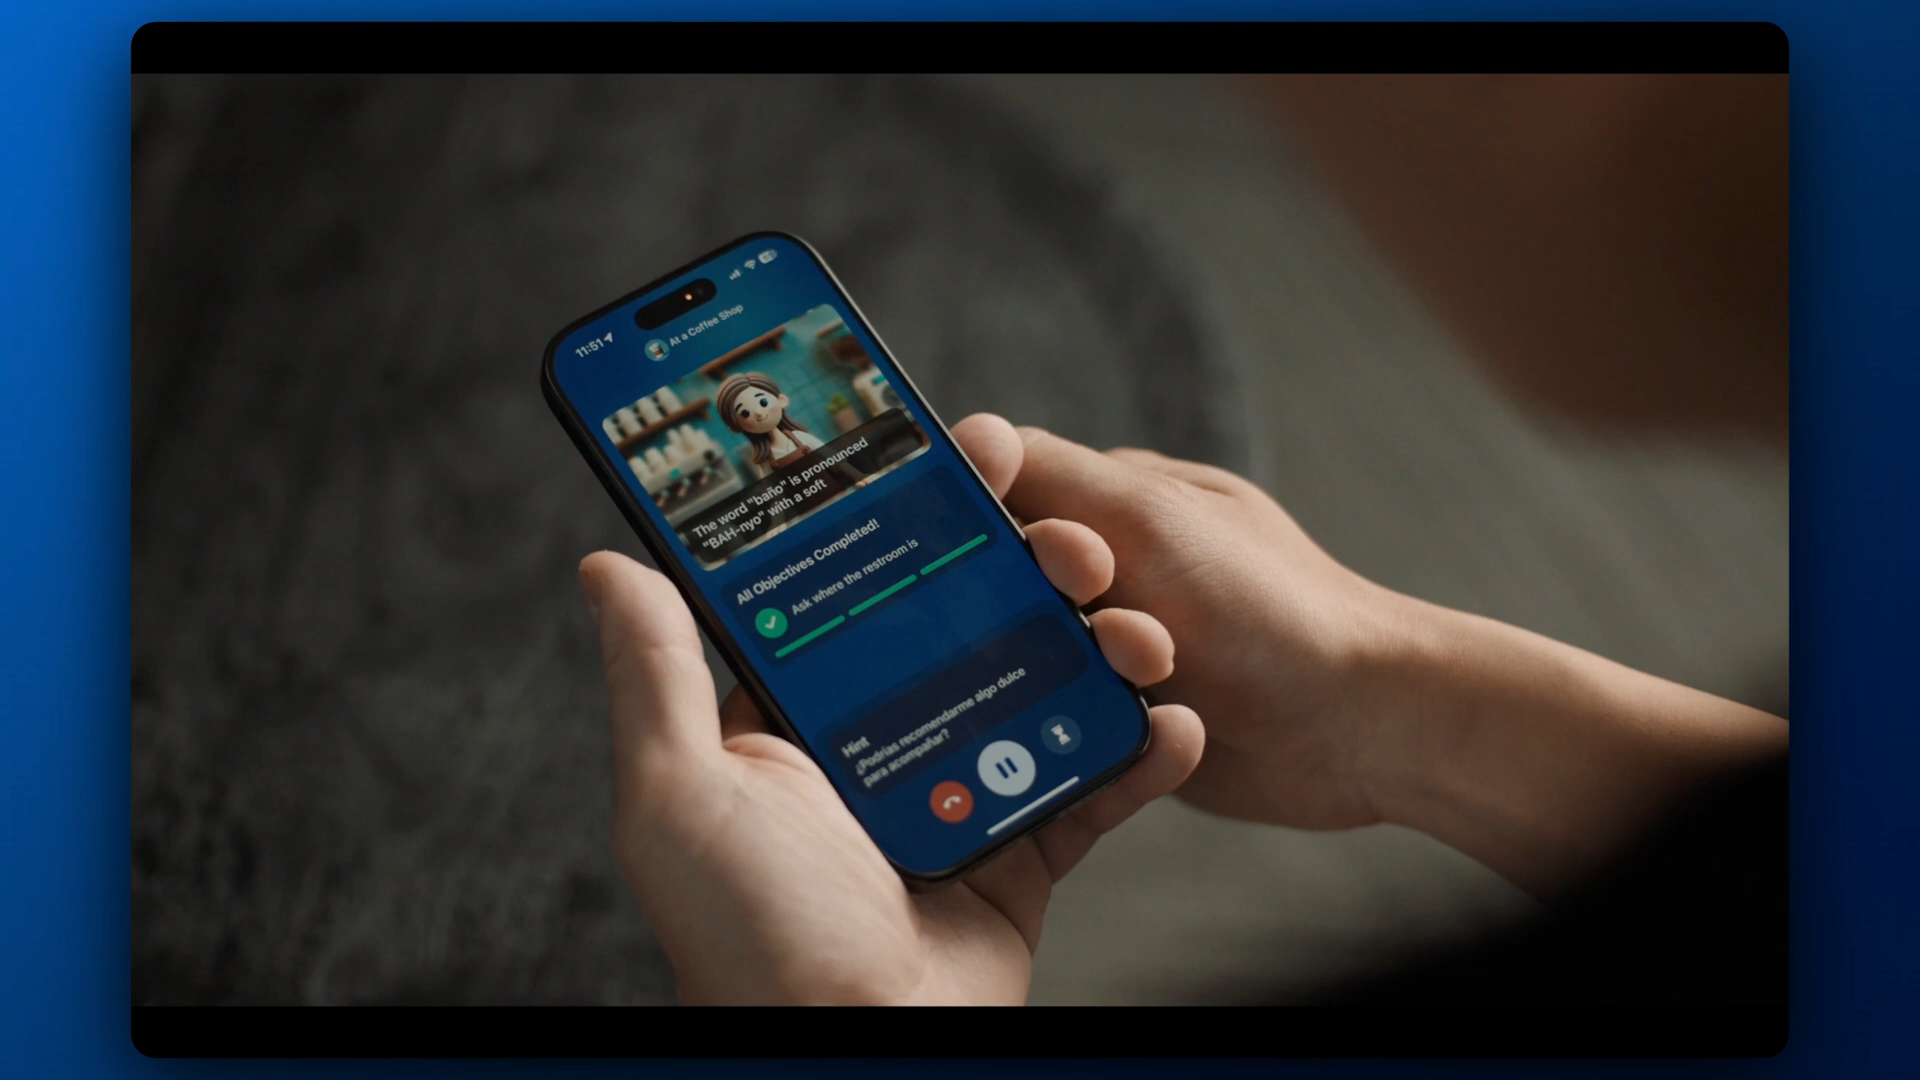 11:51
At a Coffee Shop
The word "baño" is pronounced
"BAH-nyo" with a soft
All Objectives Completed!
Ask where the restroom is
Hint
¿Podrías recomendarme algo dulce
para acompañar?